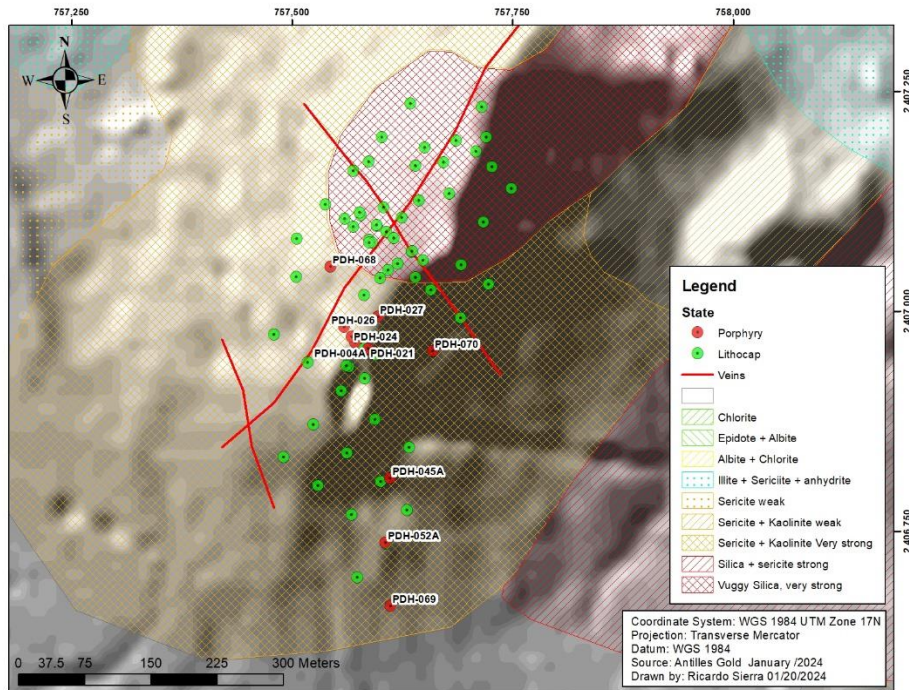 757,250
757,500
757,750
758,000
N
W
E
S
2,407,250
2,407,000
2,406,750
PDH-068
PDH-027
PDH-026
PDH-024
PDH-004A
PDH-021
PDH-070
PDH-045A
PDH-052A
PDH-069
Legend
State
Porphyry
Lithocap
Veins
Chlorite
Epidote + Albite
Albite + Chlorite
Illite + Sericiite + anhydrite
Sericite weak
Sericite + Kaolinite weak
Sericite + Kaolinite Very strong
Silica + sericite strong
Vuggy Silica, very strong
Coordinate System: WGS 1984 UTM Zone 17N
Projection: Transverse Mercator
Datum: WGS 1984
Source: Antilles Gold January /2024
Drawn by: Ricardo Sierra 01/20/2024
0 37.5 75 150 225 300 Meters